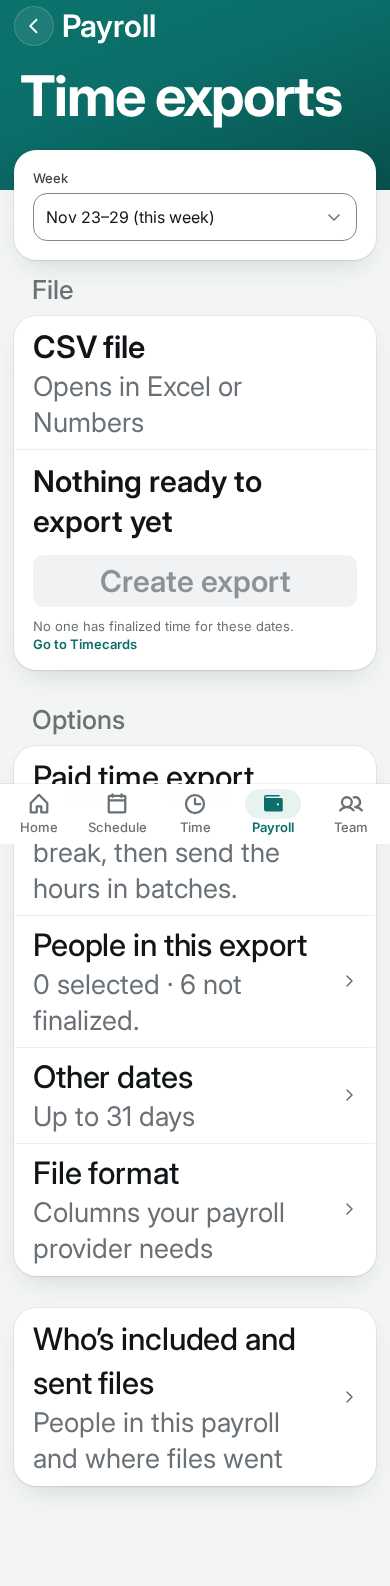 Payroll
Time exports
Week
Nov 23–29 (this week)
File
CSV file
Opens in Excel or
Numbers
Nothing ready to
export yet
Create export
No one has finalized time for these dates.
Go to Timecards
Options
Paid time export
Home
Schedule
Time
Payroll
Team
break, then send the
hours in batches.
People in this export
0 selected · 6 not
finalized.
Other dates
Up to 31 days
File format
Columns your payroll
provider needs
Who’s included and
sent files
People in this payroll
and where files went